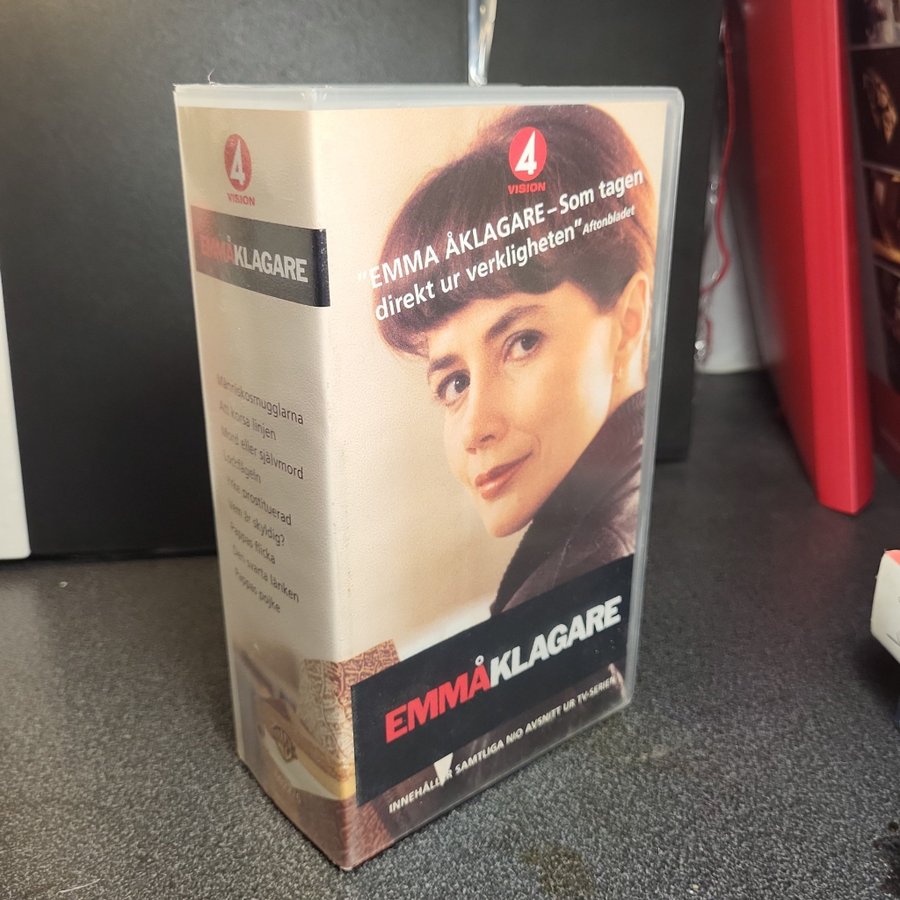 4
VISION
EMMÅKLAGARE
Människosmugglarna
Att korsa linjen
Mord eller självmord
Lockfågeln
prostituerad
Vem är skyldig?
Pappas flicka
Den svarta länken
Pappas pojke
4
VISION
"EMMA ÅKLAGARE – Som tagen
direkt ur verkligheten" Aftonbladet
EMMÅKLAGARE
INNEHÅLLER SAMTLIGA NIO AVSNITT UR TV-SERIEN